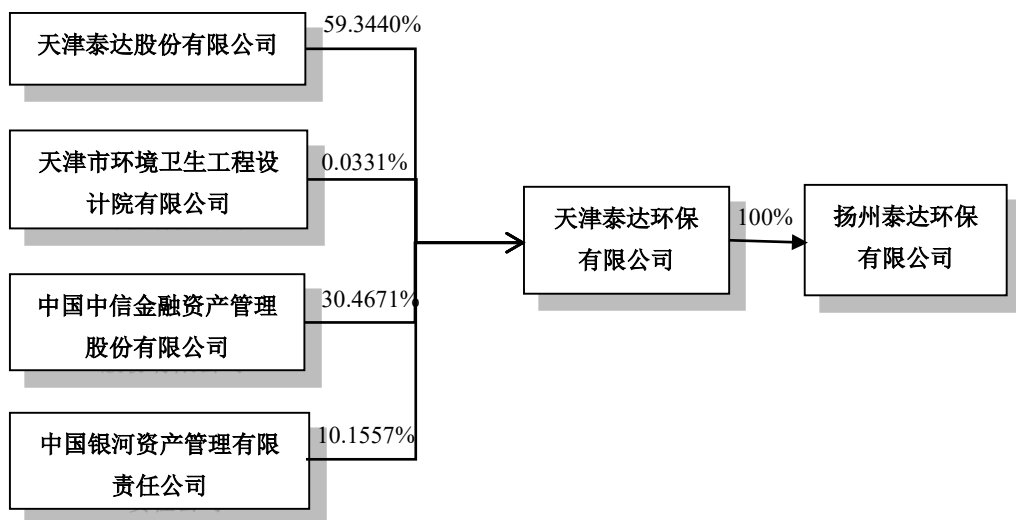 天津泰达股份有限公司
59.3440%
天津市环境卫生工程设
计院有限公司
0.0331%
中国中信金融资产管理
股份有限公司
30.4671%
中国银河资产管理有限
责任公司
10.1557%
天津泰达环保
有限公司
100%
扬州泰达环保
有限公司